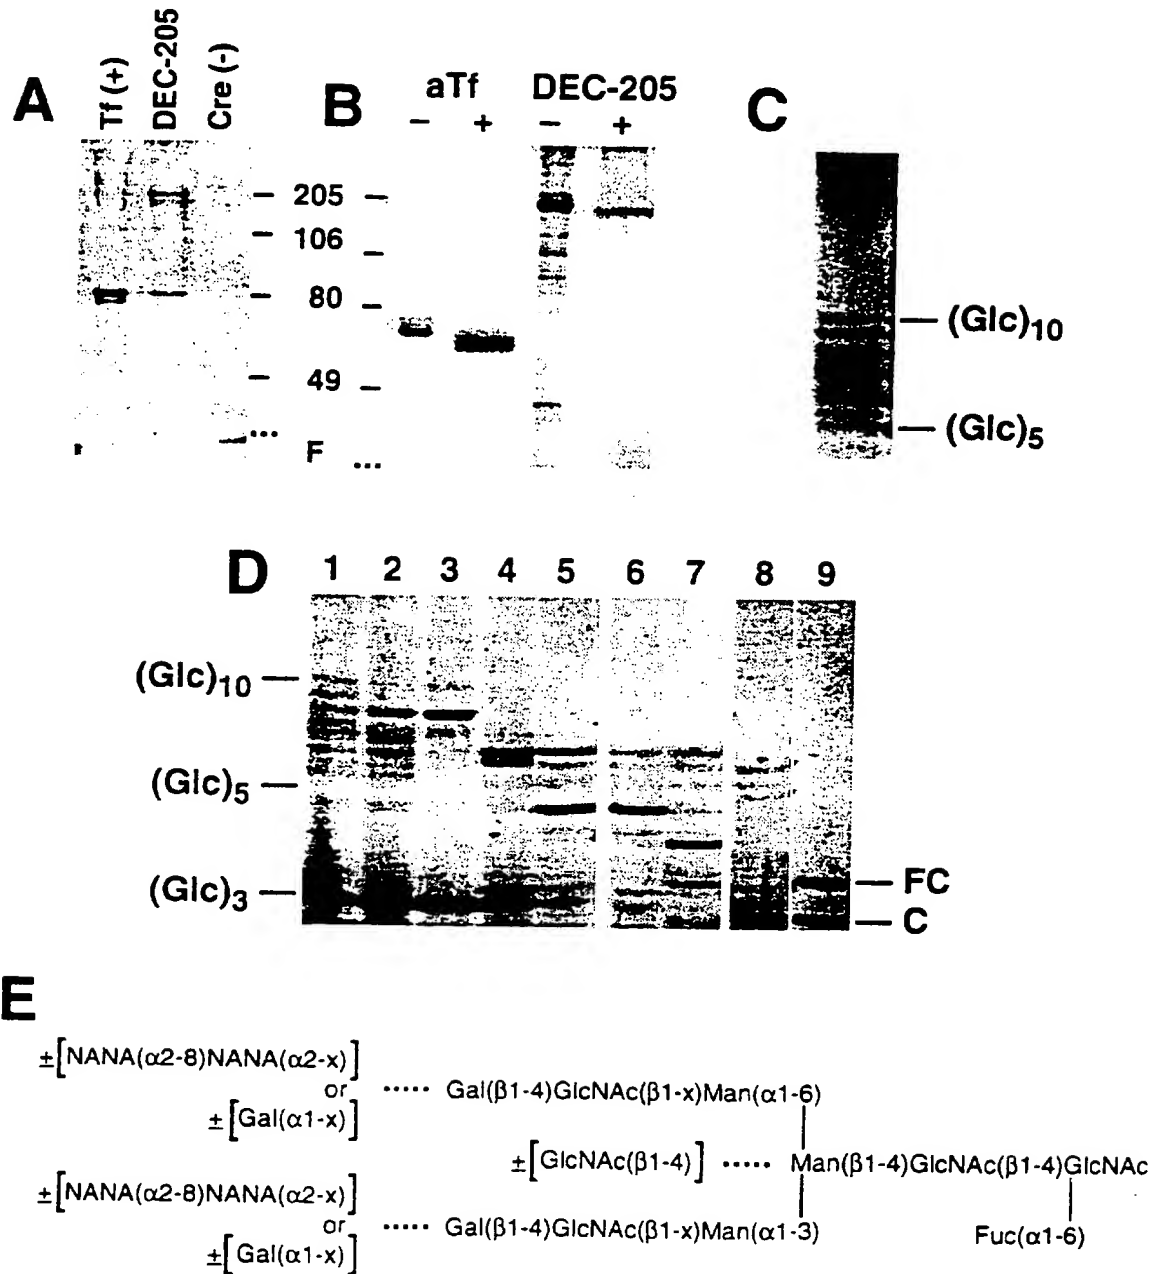 A
Tf (+)
DEC-205
Cre (-)
B
aTf
DEC-205
− + − +
205
106
80
49
F
C
(Glc)10
(Glc)5
D
1 2 3 4 5 6 7 8 9
(Glc)10
(Glc)5
(Glc)3
FC
C
E
±[NANA(α2-8)NANA(α2-x)]
or
±[Gal(α1-x)]
Gal(β1-4)GlcNAc(β1-x)Man(α1-6)
±[GlcNAc(β1-4)] ····· Man(β1-4)GlcNAc(β1-4)GlcNAc
±[NANA(α2-8)NANA(α2-x)]
or
±[Gal(α1-x)]
Gal(β1-4)GlcNAc(β1-x)Man(α1-3)
Fuc(α1-6)